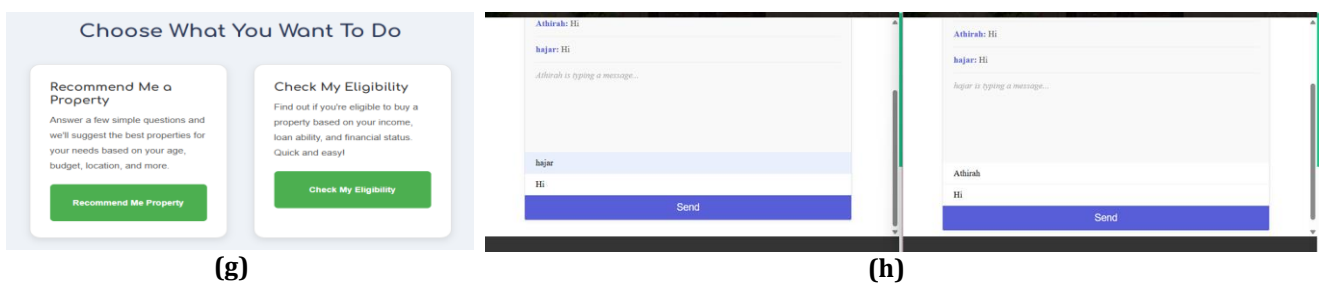 Choose What You Want To Do
Recommend Me a
Property
Answer a few simple questions and
we'll suggest the best properties for
your needs based on your age,
budget, location, and more.
Recommend Me Property
Check My Eligibility
Find out if you're eligible to buy a
property based on your income,
loan ability, and financial status.
Quick and easy!
Check My Eligibility
(g)
Athirah: Hi
hajar: Hi
Athirah is typing a message...
hajar
Hi
Send
Athirah: Hi
hajar: Hi
hajar is typing a message...
Athirah
Hi
Send
(h)